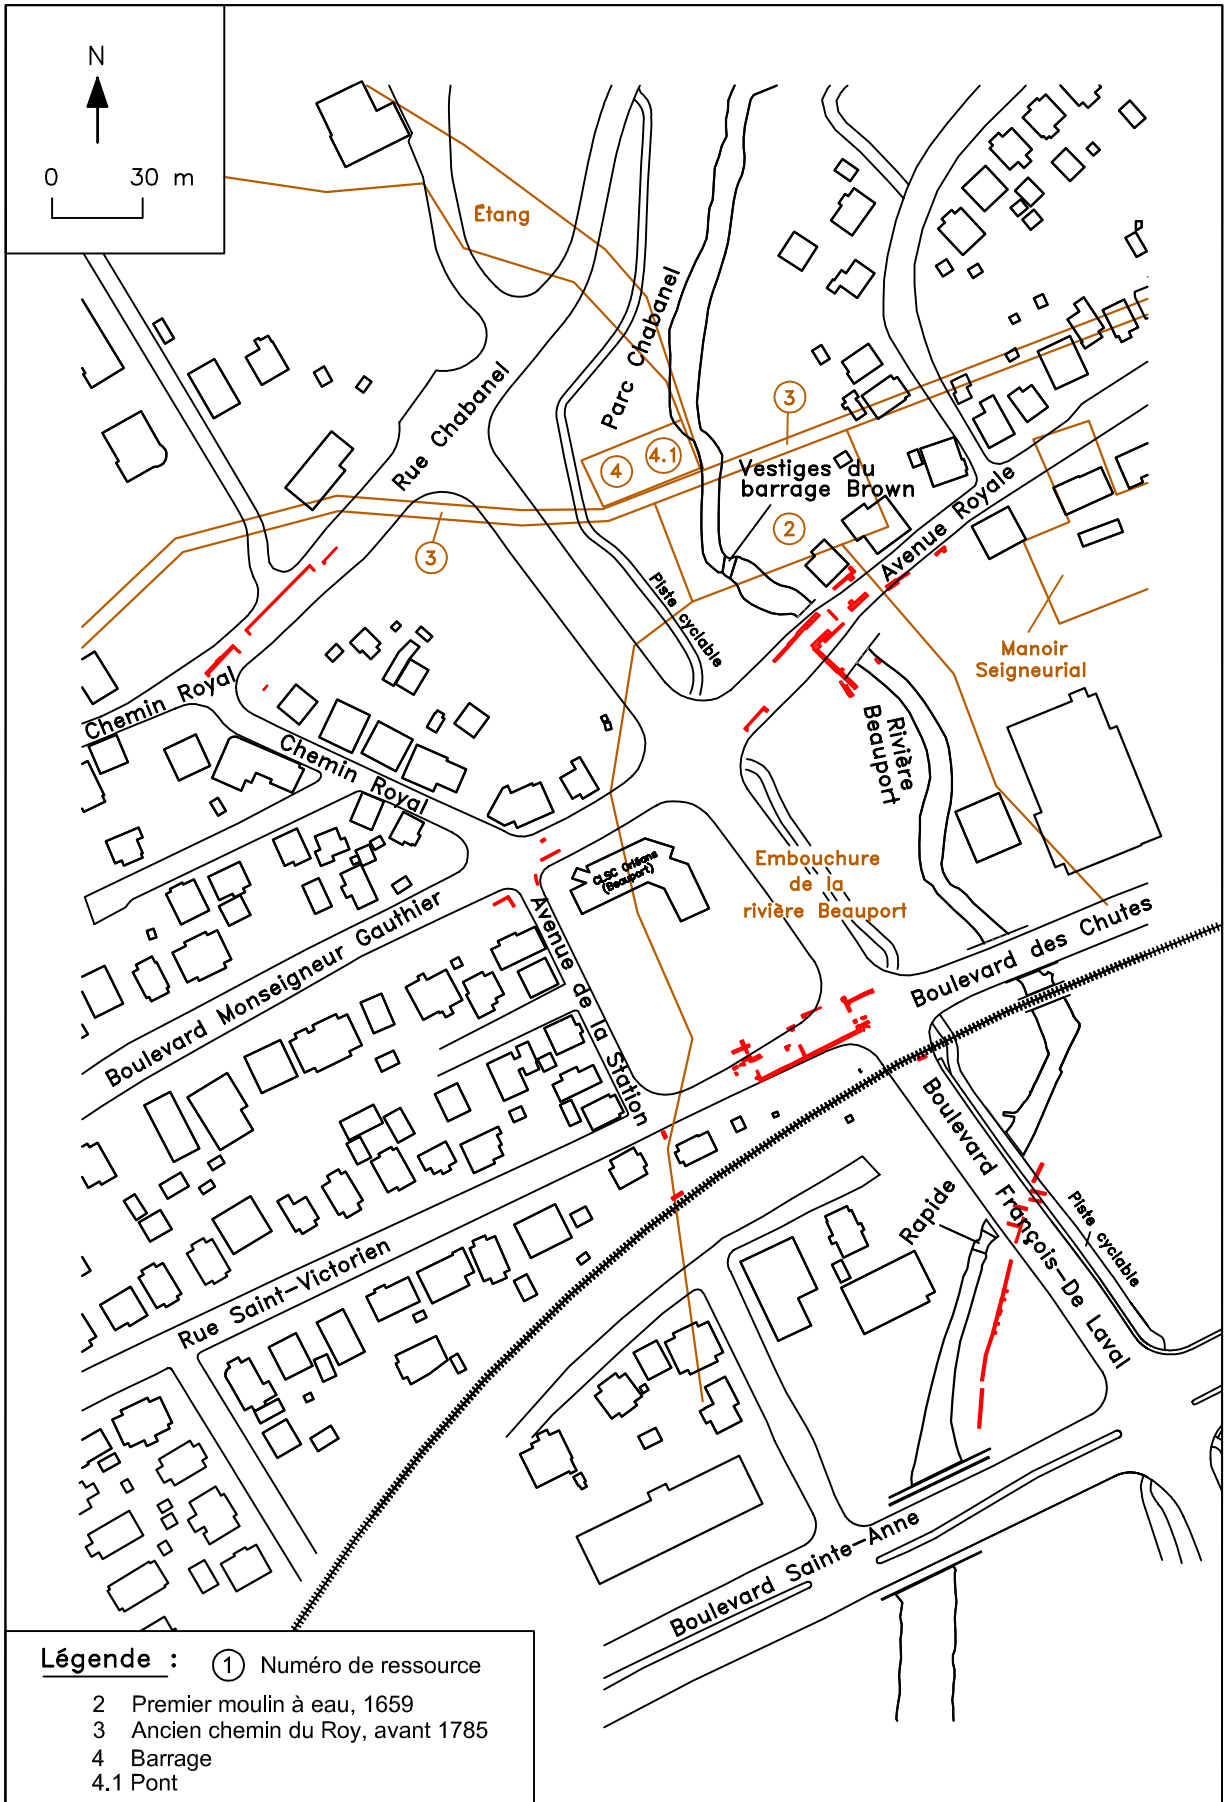 N
0 30 m
Étang
Parc Chabanel
Rue Chabanel
3
4
4.1
Vestiges du
barrage Brown
2
3
Avenue Royale
Piste cyclable
Manoir
Seigneurial
Chemin Royal
Chemin Royal
Rivière
Beauport
CLSC Orléans
(Beauport)
Embouchure
de la
rivière Beauport
Boulevard Monseigneur Gauthier
Avenue de la Station
Boulevard des Chutes
Boulevard François-De Laval
Piste cyclable
Rapide
Rue Saint-Victorien
Boulevard Sainte-Anne
Légende :
1 Numéro de ressource
2 Premier moulin à eau, 1659
3 Ancien chemin du Roy, avant 1785
4 Barrage
4.1 Pont